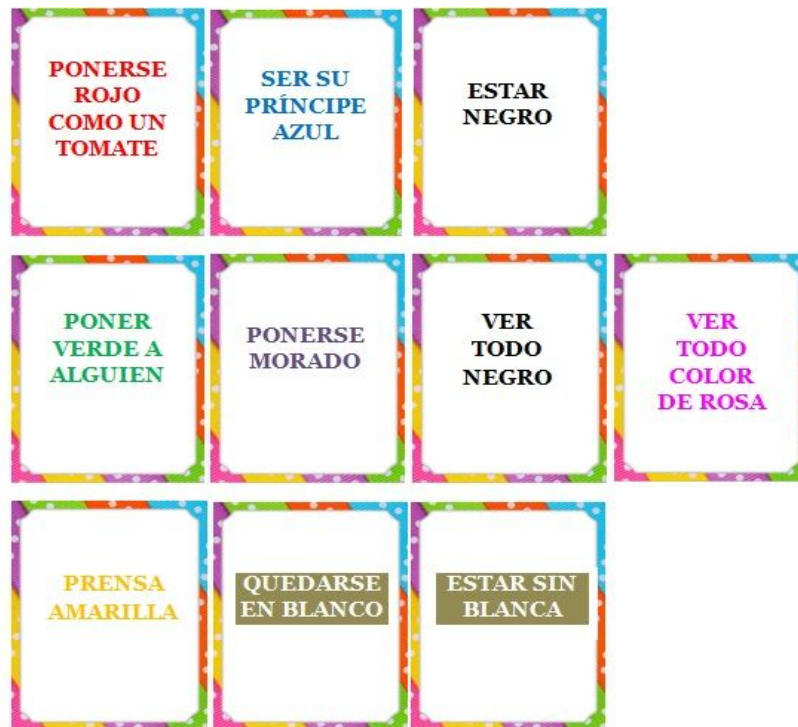 PONERSE
ROJO
COMO UN
TOMATE
SER SU
PRÍNCIPE
AZUL
ESTAR
NEGRO
PONER
VERDE A
ALGUIEN
PONERSE
MORADO
VER
TODO
NEGRO
VER
TODO
COLOR
DE ROSA
PRENSA
AMARILLA
QUEDARSE
EN BLANCO
ESTAR SIN
BLANCA